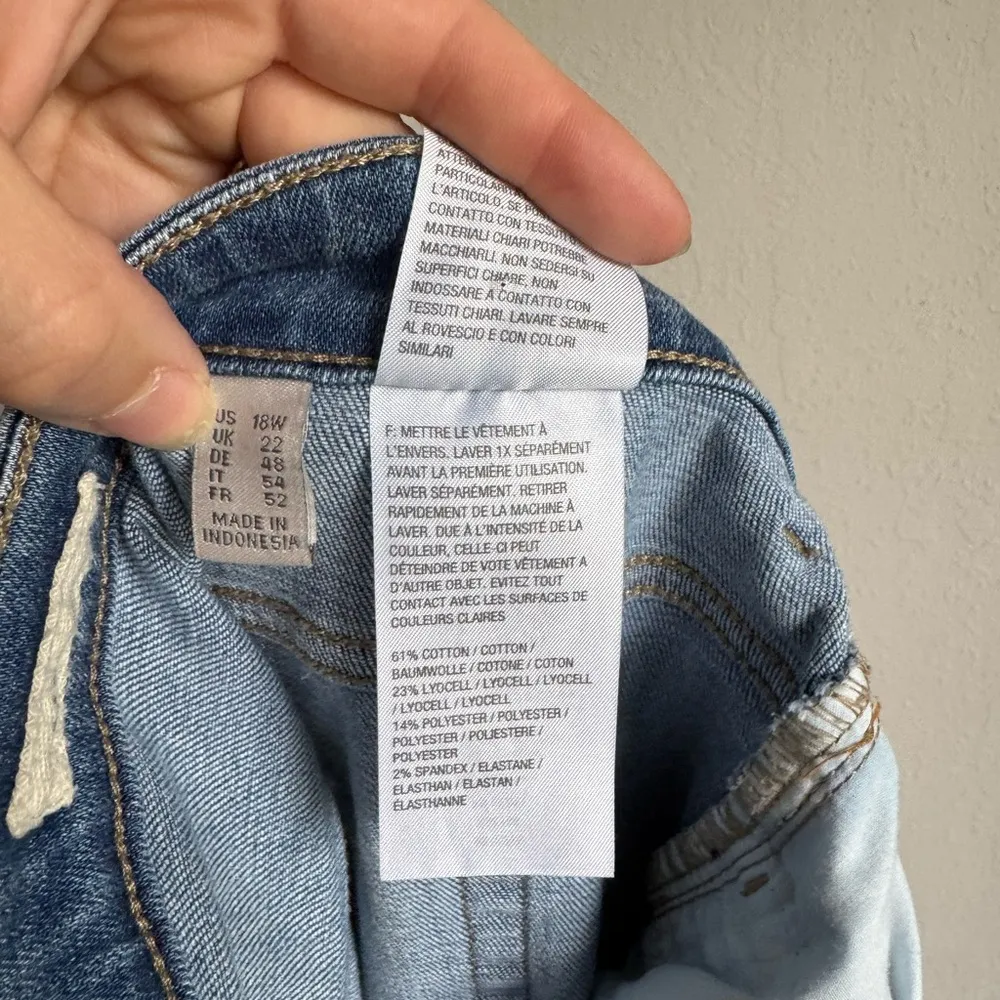 PARTICOLAR
L'ARTICOLO, SE
CONTATTO CON TESSUTI
MATERIALI CHIARI POTREBBE
MACCHIARLI. NON SEDERSI SU
SUPERFICI CHIARE, NON
INDOSSARE A CONTATTO CON
TESSUTI CHIARI. LAVARE SEMPRE
AL ROVESCIO E CON COLORI
SIMILARI
US 18W
UK 22
DE 48
IT 54
FR 52
MADE IN
INDONESIA
F: METTRE LE VÊTEMENT À
L'ENVERS. LAVER 1X SÉPARÉMENT
AVANT LA PREMIÈRE UTILISATION.
LAVER SÉPARÉMENT. RETIRER
RAPIDEMENT DE LA MACHINE À
LAVER. DUE À L'INTENSITÉ DE LA
COULEUR, CELLE-CI PEUT
DÉTEINDRE DE VOTE VÊTEMENT A
D'AUTRE OBJET. EVITEZ TOUT
CONTACT AVEC LES SURFACES DE
COULEURS CLAIRES
61% COTTON / COTTON /
BAUMWOLLE / COTONE / COTON
23% LYOCELL / LYOCELL / LYOCELL
/ LYOCELL / LYOCELL
14% POLYESTER / POLYESTER /
POLYESTER / POLIESTERE /
POLYESTER
2% SPANDEX / ELASTANE /
ELASTHAN / ELASTAN /
ÉLASTHANNE